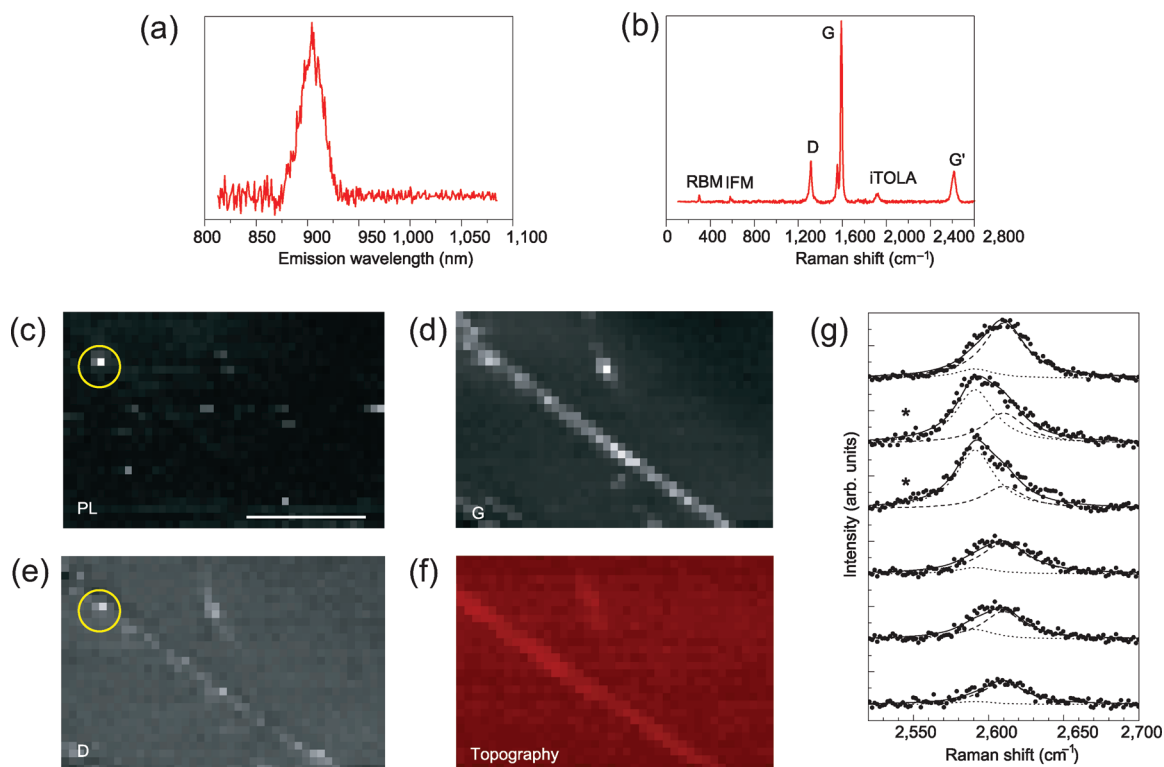 (a)
800 850 900 950 1,000 1,050 1,100
Emission wavelength (nm)
(b)
G
D
RBM IFM
iTOLA
G'
0 400 800 1,200 1,600 2,000 2,400 2,800
Raman shift (cm⁻¹)
(c)
PL
(d)
G
(e)
D
(f)
Topography
(g)
*
*
Intensity (arb. units)
2,550 2,600 2,650 2,700
Raman shift (cm⁻¹)